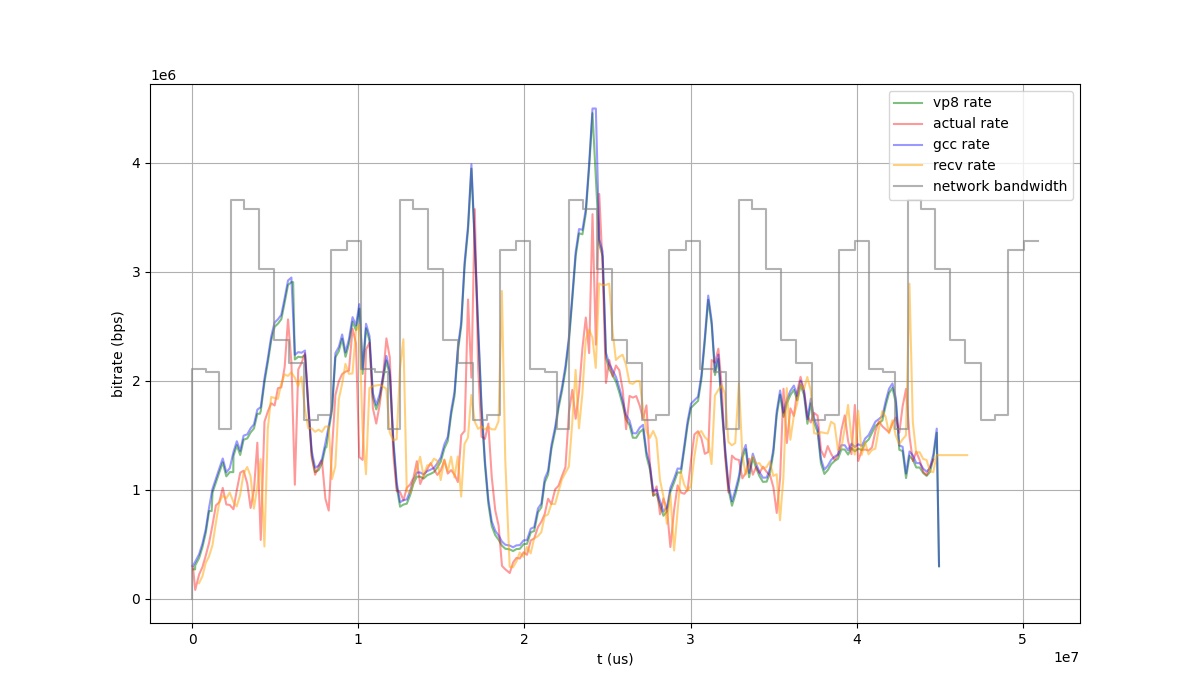 1e6
vp8 rate
actual rate
gcc rate
recv rate
network bandwidth
bitrate (bps)
4
3
2
1
0
0 1 2 3 4 5
t (us)
1e7